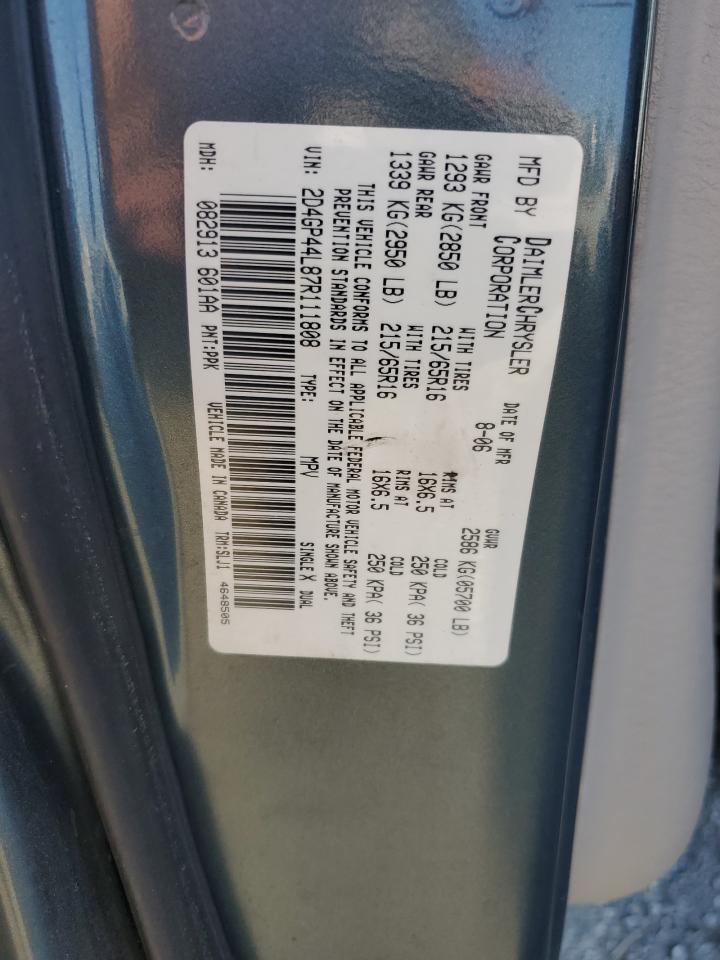 MFD BY DAIMLERCHRYSLER CORPORATION
DATE OF MFR
8-06
GVWR
2586 KG(05700 LB)
GAWR FRONT WITH TIRES RIMS AT COLD
1293 KG(2850 LB) 215/65R16 16X6.5 250 KPA( 36 PSI)
GAWR REAR WITH TIRES RIMS AT COLD
1339 KG(2950 LB) 215/65R16 16X6.5 250 KPA( 36 PSI)
THIS VEHICLE CONFORMS TO ALL APPLICABLE FEDERAL MOTOR VEHICLE SAFETY AND THEFT
PREVENTION STANDARDS IN EFFECT ON THE DATE OF MANUFACTURE SHOWN ABOVE.
VIN: 2D4GP44L87R111808 TYPE: MPV SINGLE X DUAL
MDH: 082913 601AA PNT:PPK VEHICLE MADE IN CANADA TRM:SLJ1 4648505